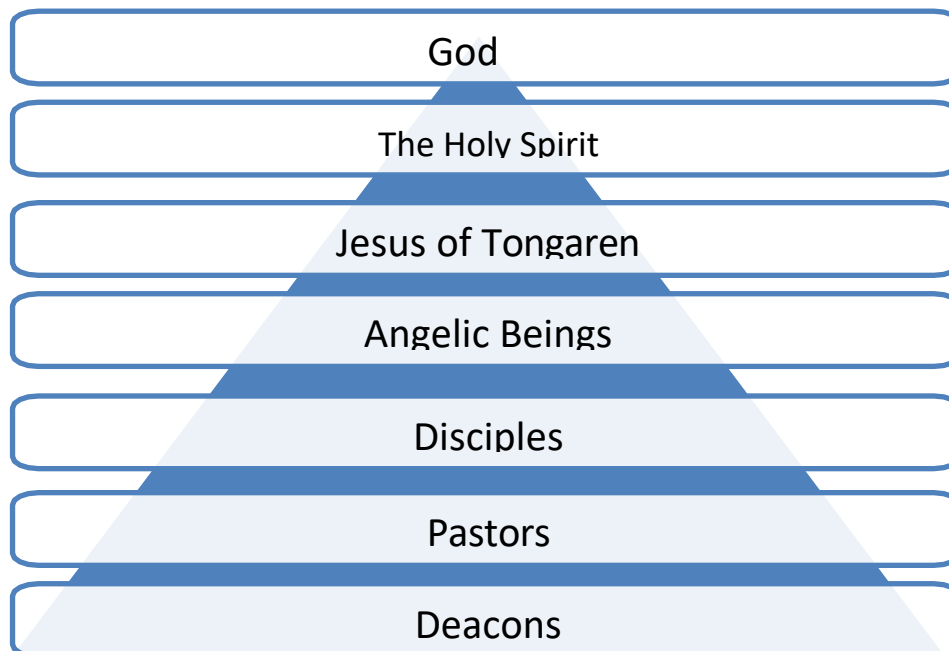 God
The Holy Spirit
Jesus of Tongaren
Angelic Beings
Disciples
Pastors
Deacons